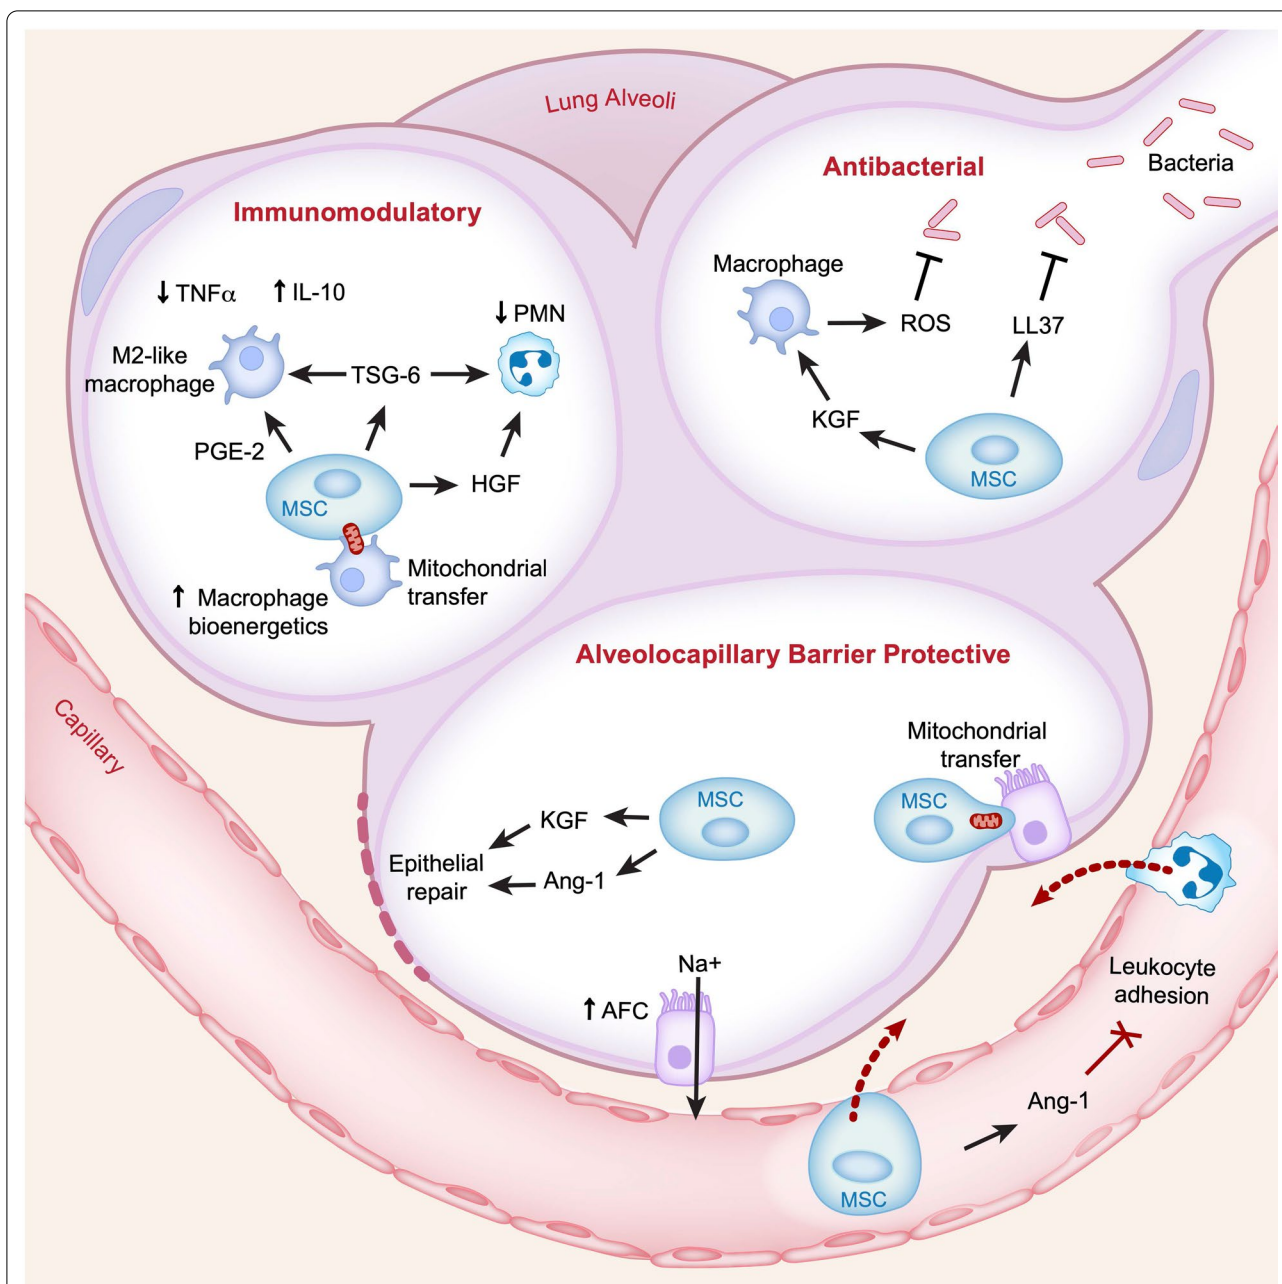 Lung Alveoli
Immunomodulatory
↓ TNFα
↑ IL-10
↓ PMN
M2-like
macrophage
TSG-6
PGE-2
MSC
HGF
Mitochondrial
transfer
↑ Macrophage
bioenergetics
Antibacterial
Bacteria
Macrophage
ROS
LL37
KGF
MSC
Alveolocapillary Barrier Protective
Mitochondrial
transfer
MSC
MSC
KGF
Epithelial
repair
Ang-1
Na+
↑ AFC
Capillary
Leukocyte
adhesion
Ang-1
MSC